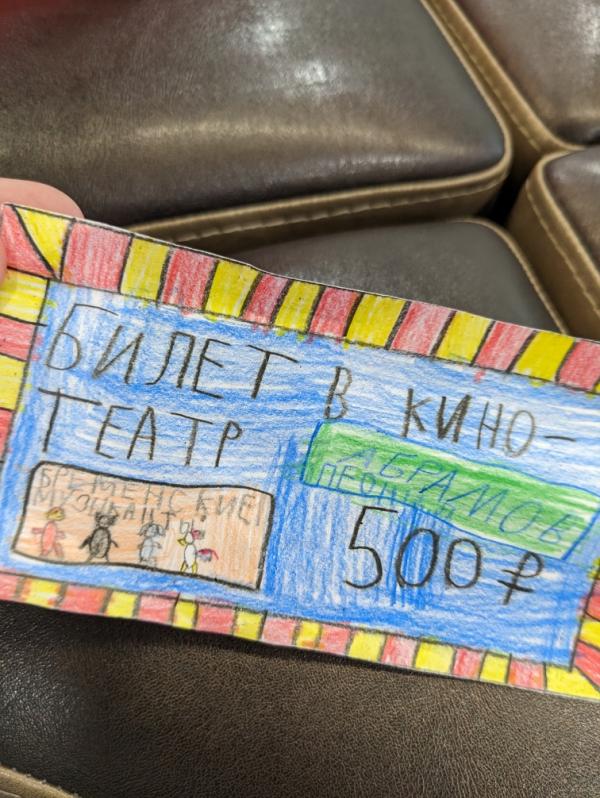 БИЛЕТ В КИНО-
ТЕАТР
БРЕМЕНСКИЕ
МУЗЫКАНТЫ
АБРАМОВ
500 ₽